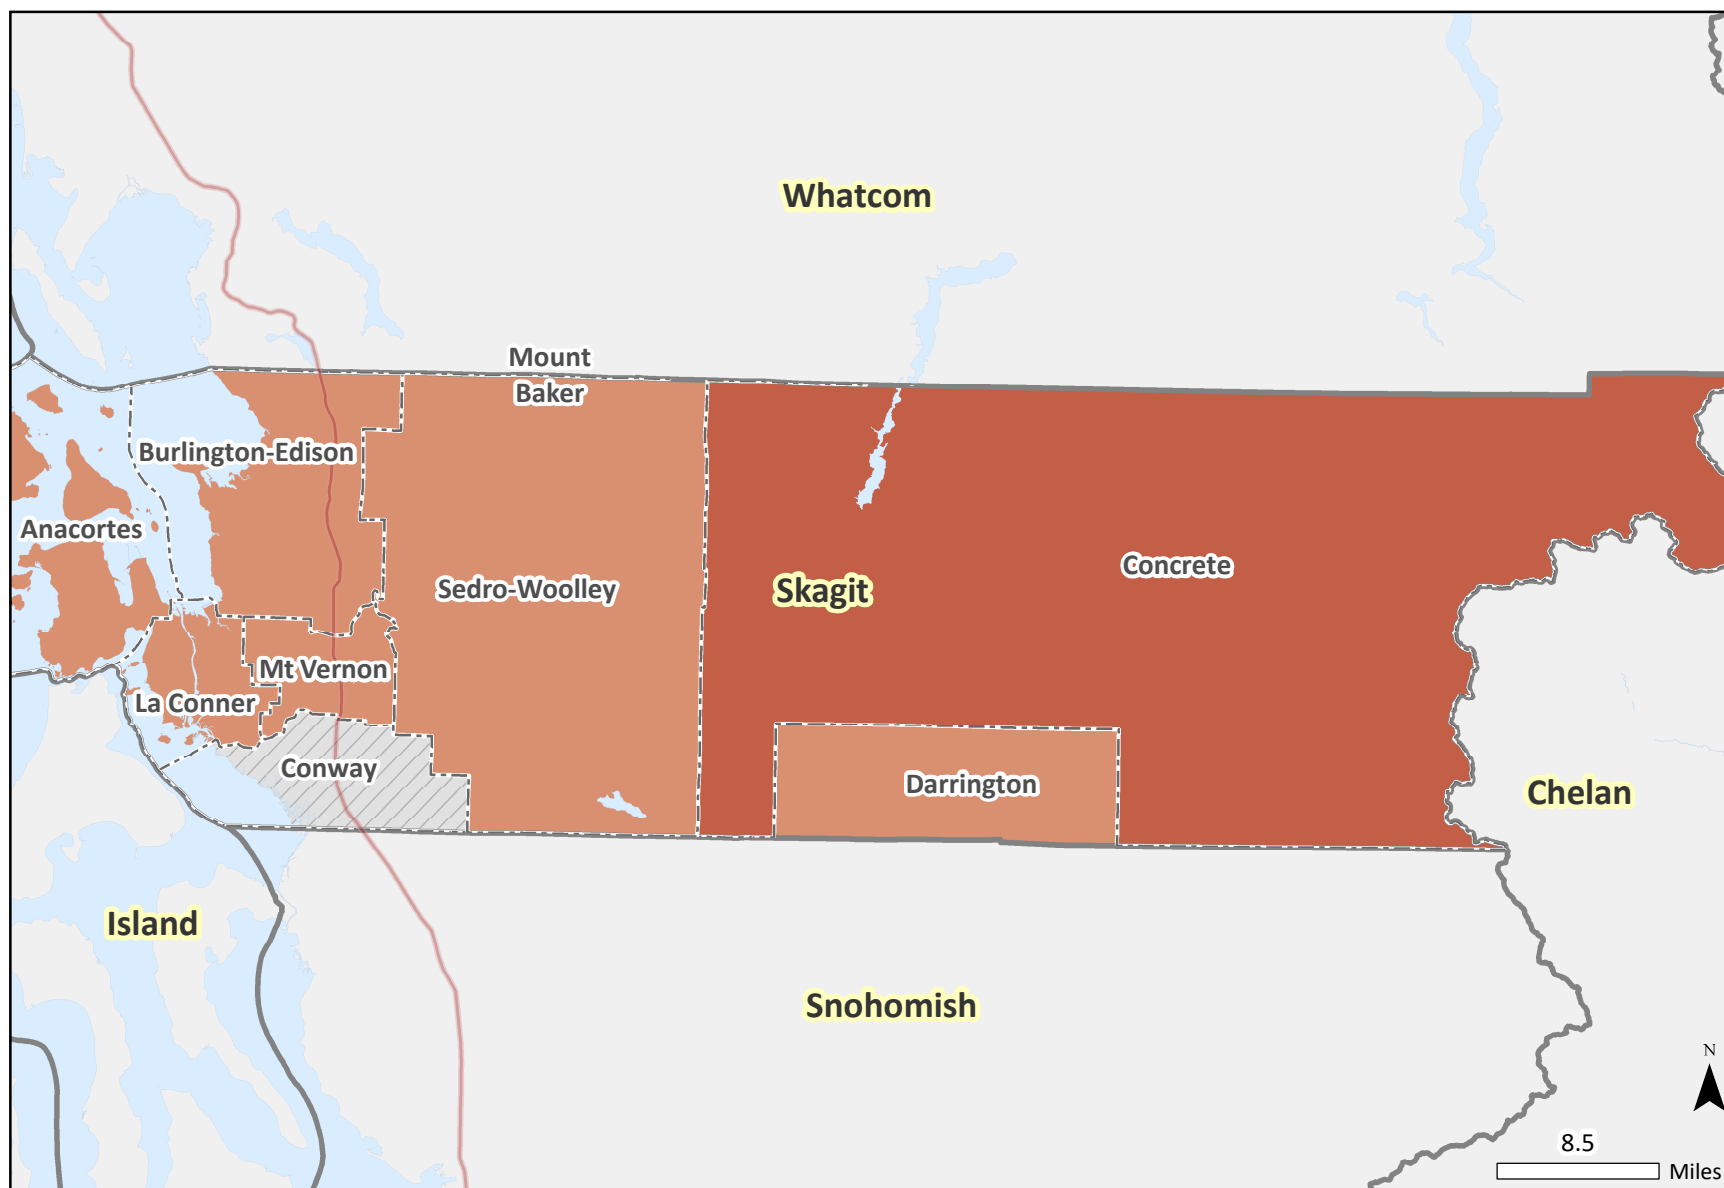 Whatcom
Mount
Baker
Burlington-Edison
Anacortes
Concrete
Sedro-Woolley
Skagit
Mt Vernon
La Conner
Conway
Darrington
Chelan
Island
Snohomish
N
8.5
Miles